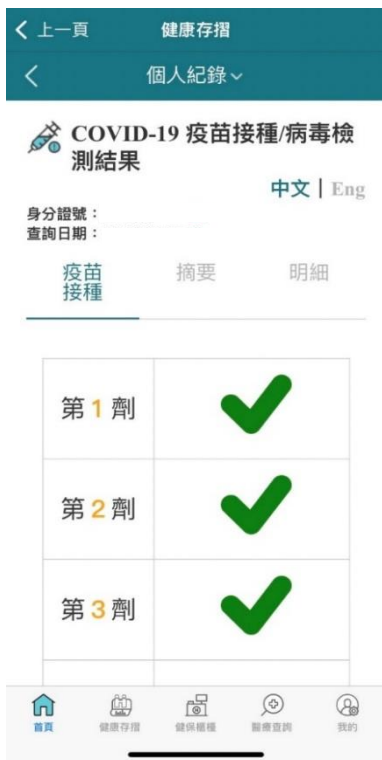 上一頁 健康存摺
個人紀錄
COVID-19 疫苗接種/病毒檢
測結果
中文 | Eng
身分證號：
查詢日期：
疫苗 摘要 明細
接種
第 1 劑
第 2 劑
第 3 劑
首頁 健康存摺 健保櫃檯 醫療查詢 我的